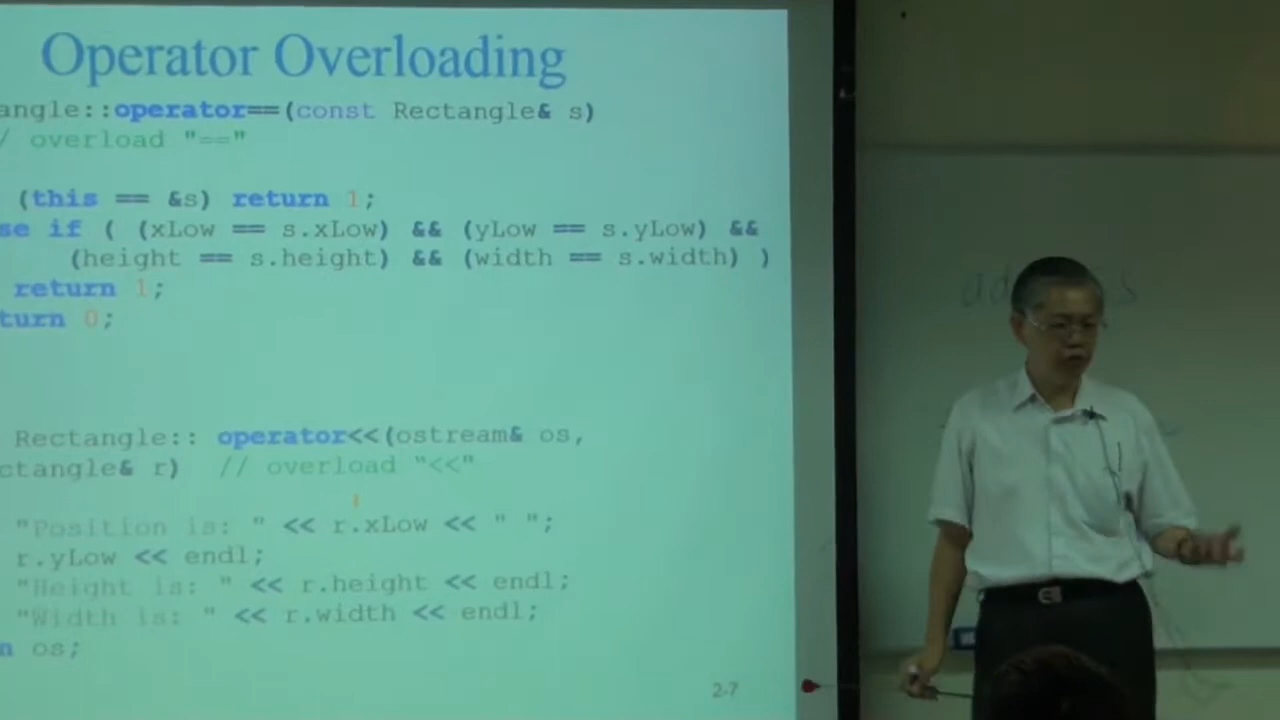 Operator Overloading
angle::operator==(const Rectangle& s)
/ overload "=="
(this == &s) return 1;
se if ( (xLow == s.xLow) && (yLow == s.yLow) &&
(height == s.height) && (width == s.width) )
return 1;
turn 0;
Rectangle:: operator<<(ostream& os,
ctangle& r) // overload "<<"
"Position is: " << r.xLow << " ";
r.yLow << endl;
"Height is: " << r.height << endl;
"Width is: " << r.width << endl;
n os;
2-7